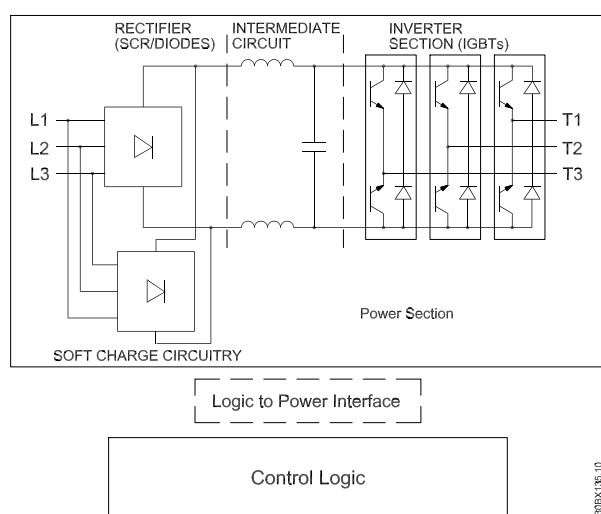 RECTIFIER
(SCR/DIODES)
INTERMEDIATE
CIRCUIT
INVERTER
SECTION (IGBTs)
L1
L2
L3
T1
T2
T3
Power Section
SOFT CHARGE CIRCUITRY
Logic to Power Interface
Control Logic